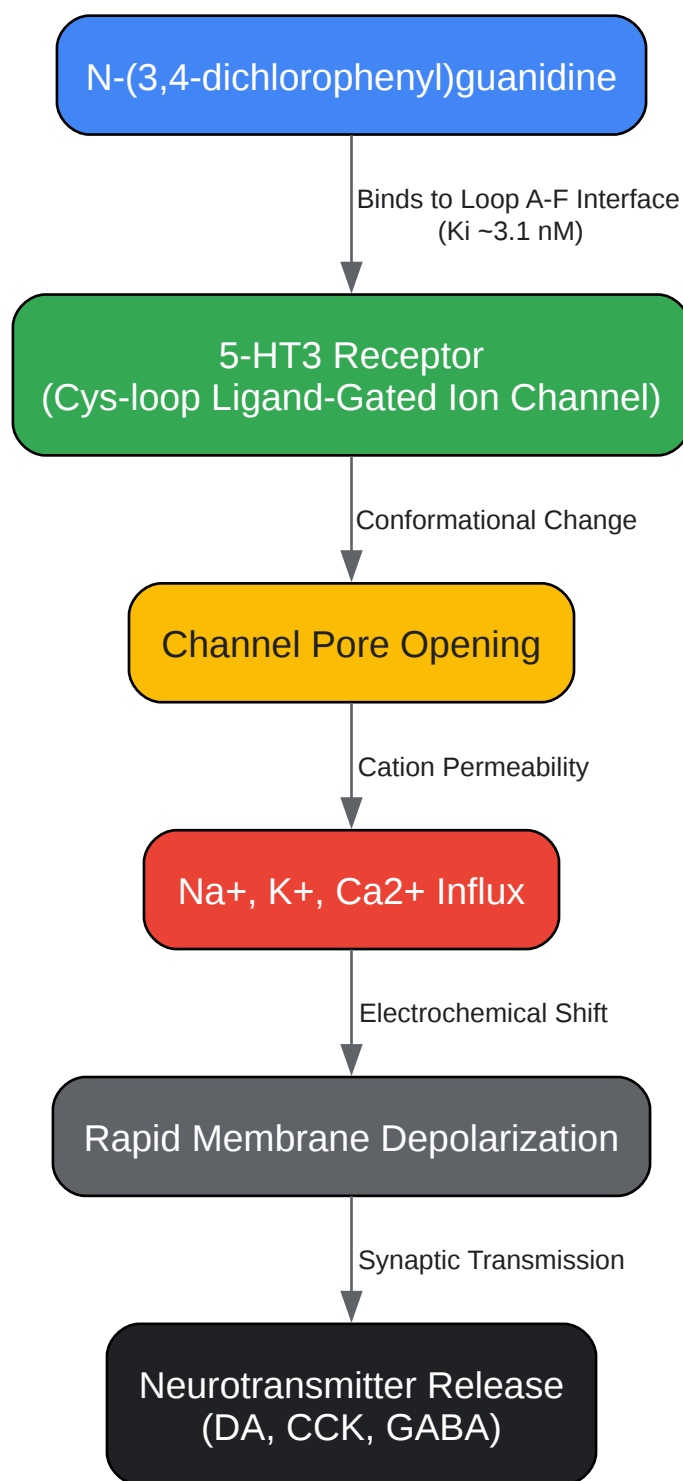 N-(3,4-dichlorophenyl)guanidine
Binds to Loop A-F Interface
(Ki ~3.1 nM)
5-HT3 Receptor
(Cys-loop Ligand-Gated Ion Channel)
Conformational Change
Channel Pore Opening
Cation Permeability
Na+, K+, Ca2+ Influx
Electrochemical Shift
Rapid Membrane Depolarization
Synaptic Transmission
Neurotransmitter Release
(DA, CCK, GABA)